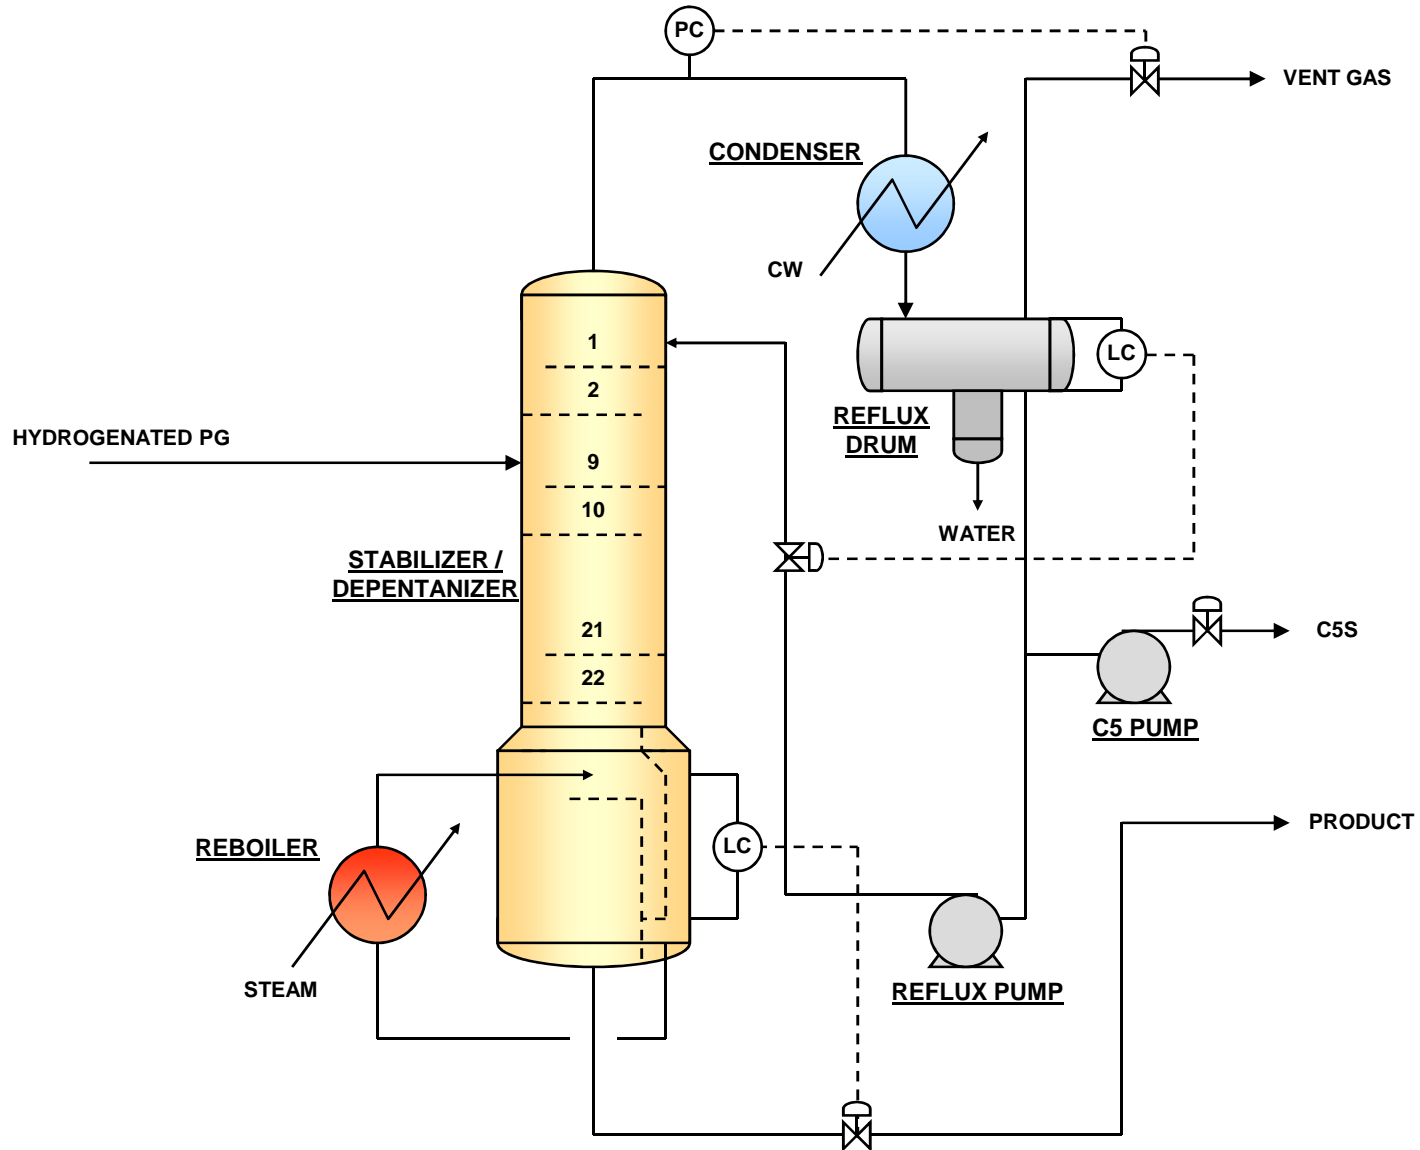 PC
VENT GAS
CONDENSER
CW
1
LC
2
REFLUX
DRUM
HYDROGENATED PG
9
10
WATER
STABILIZER /
DEPENTANIZER
21
C5S
22
C5 PUMP
PRODUCT
REBOILER
LC
STEAM
REFLUX PUMP